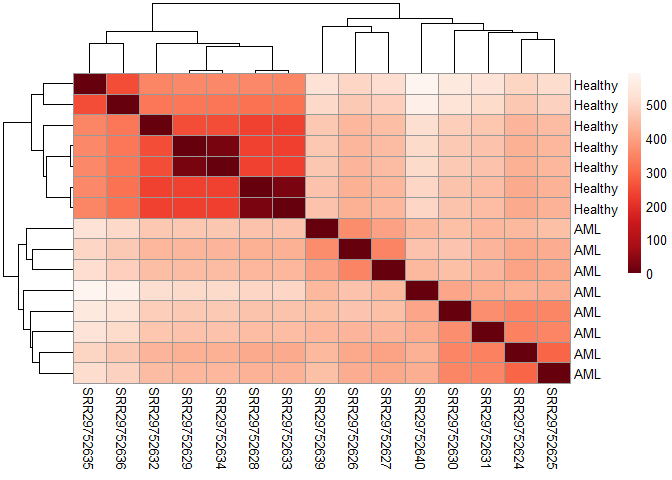 Healthy
Healthy
Healthy
Healthy
Healthy
Healthy
Healthy
AML
AML
AML
AML
AML
AML
AML
AML
500
400
300
200
100
0
SRR29752635
SRR29752636
SRR29752632
SRR29752629
SRR29752634
SRR29752628
SRR29752633
SRR29752639
SRR29752626
SRR29752627
SRR29752640
SRR29752630
SRR29752631
SRR29752624
SRR29752625